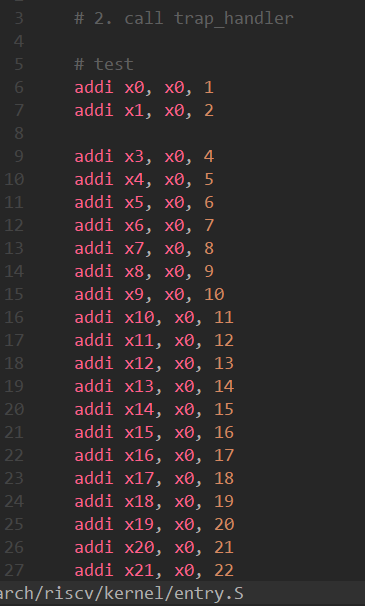 3 # 2. call trap_handler
4
5 # test
6 addi x0, x0, 1
7 addi x1, x0, 2
8
9 addi x3, x0, 4
10 addi x4, x0, 5
11 addi x5, x0, 6
12 addi x6, x0, 7
13 addi x7, x0, 8
14 addi x8, x0, 9
15 addi x9, x0, 10
16 addi x10, x0, 11
17 addi x11, x0, 12
18 addi x12, x0, 13
19 addi x13, x0, 14
20 addi x14, x0, 15
21 addi x15, x0, 16
22 addi x16, x0, 17
23 addi x17, x0, 18
24 addi x18, x0, 19
25 addi x19, x0, 20
26 addi x20, x0, 21
27 addi x21, x0, 22
arch/riscv/kernel/entry.S